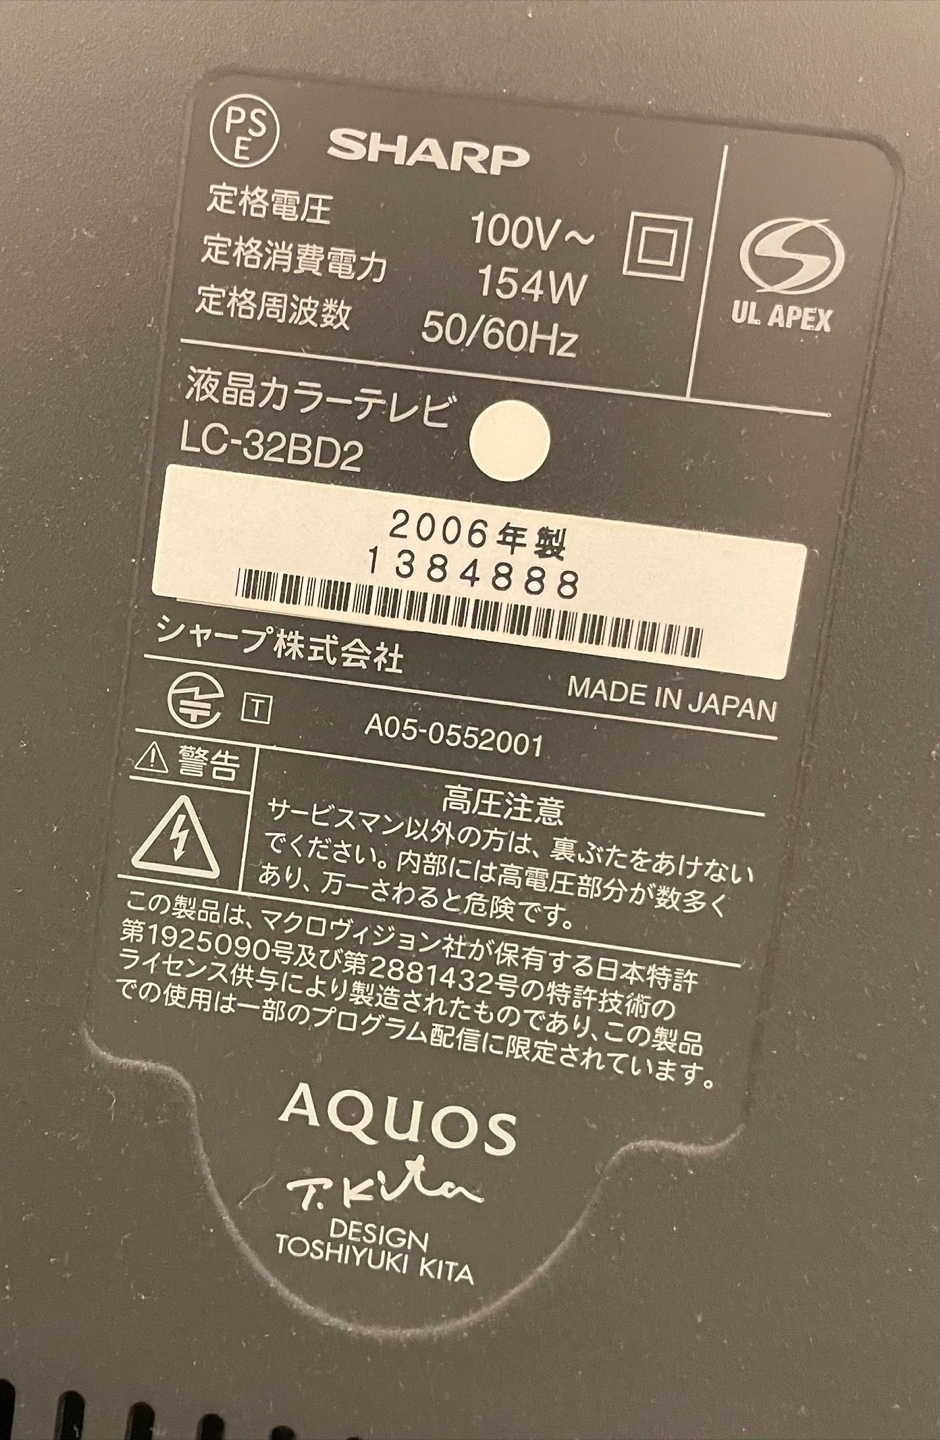 PS
E
SHARP
定格電圧 100V～
定格消費電力 154W
定格周波数 50/60Hz
UL APEX
液晶カラーテレビ
LC-32BD2
2006年製
1384888
シャープ株式会社
MADE IN JAPAN
T A05-0552001
警告
高圧注意
サービスマン以外の方は、裏ぶたをあけない
でください。内部には高電圧部分が数多く
あり、万一さわると危険です。
この製品は、マクロヴィジョン社が保有する日本特許
第1925090号及び第2881432号の特許技術の
ライセンス供与により製造されたものであり、この製品
での使用は一部のプログラム配信に限定されています。
AQUOS
T.Kita
DESIGN
TOSHIYUKI KITA